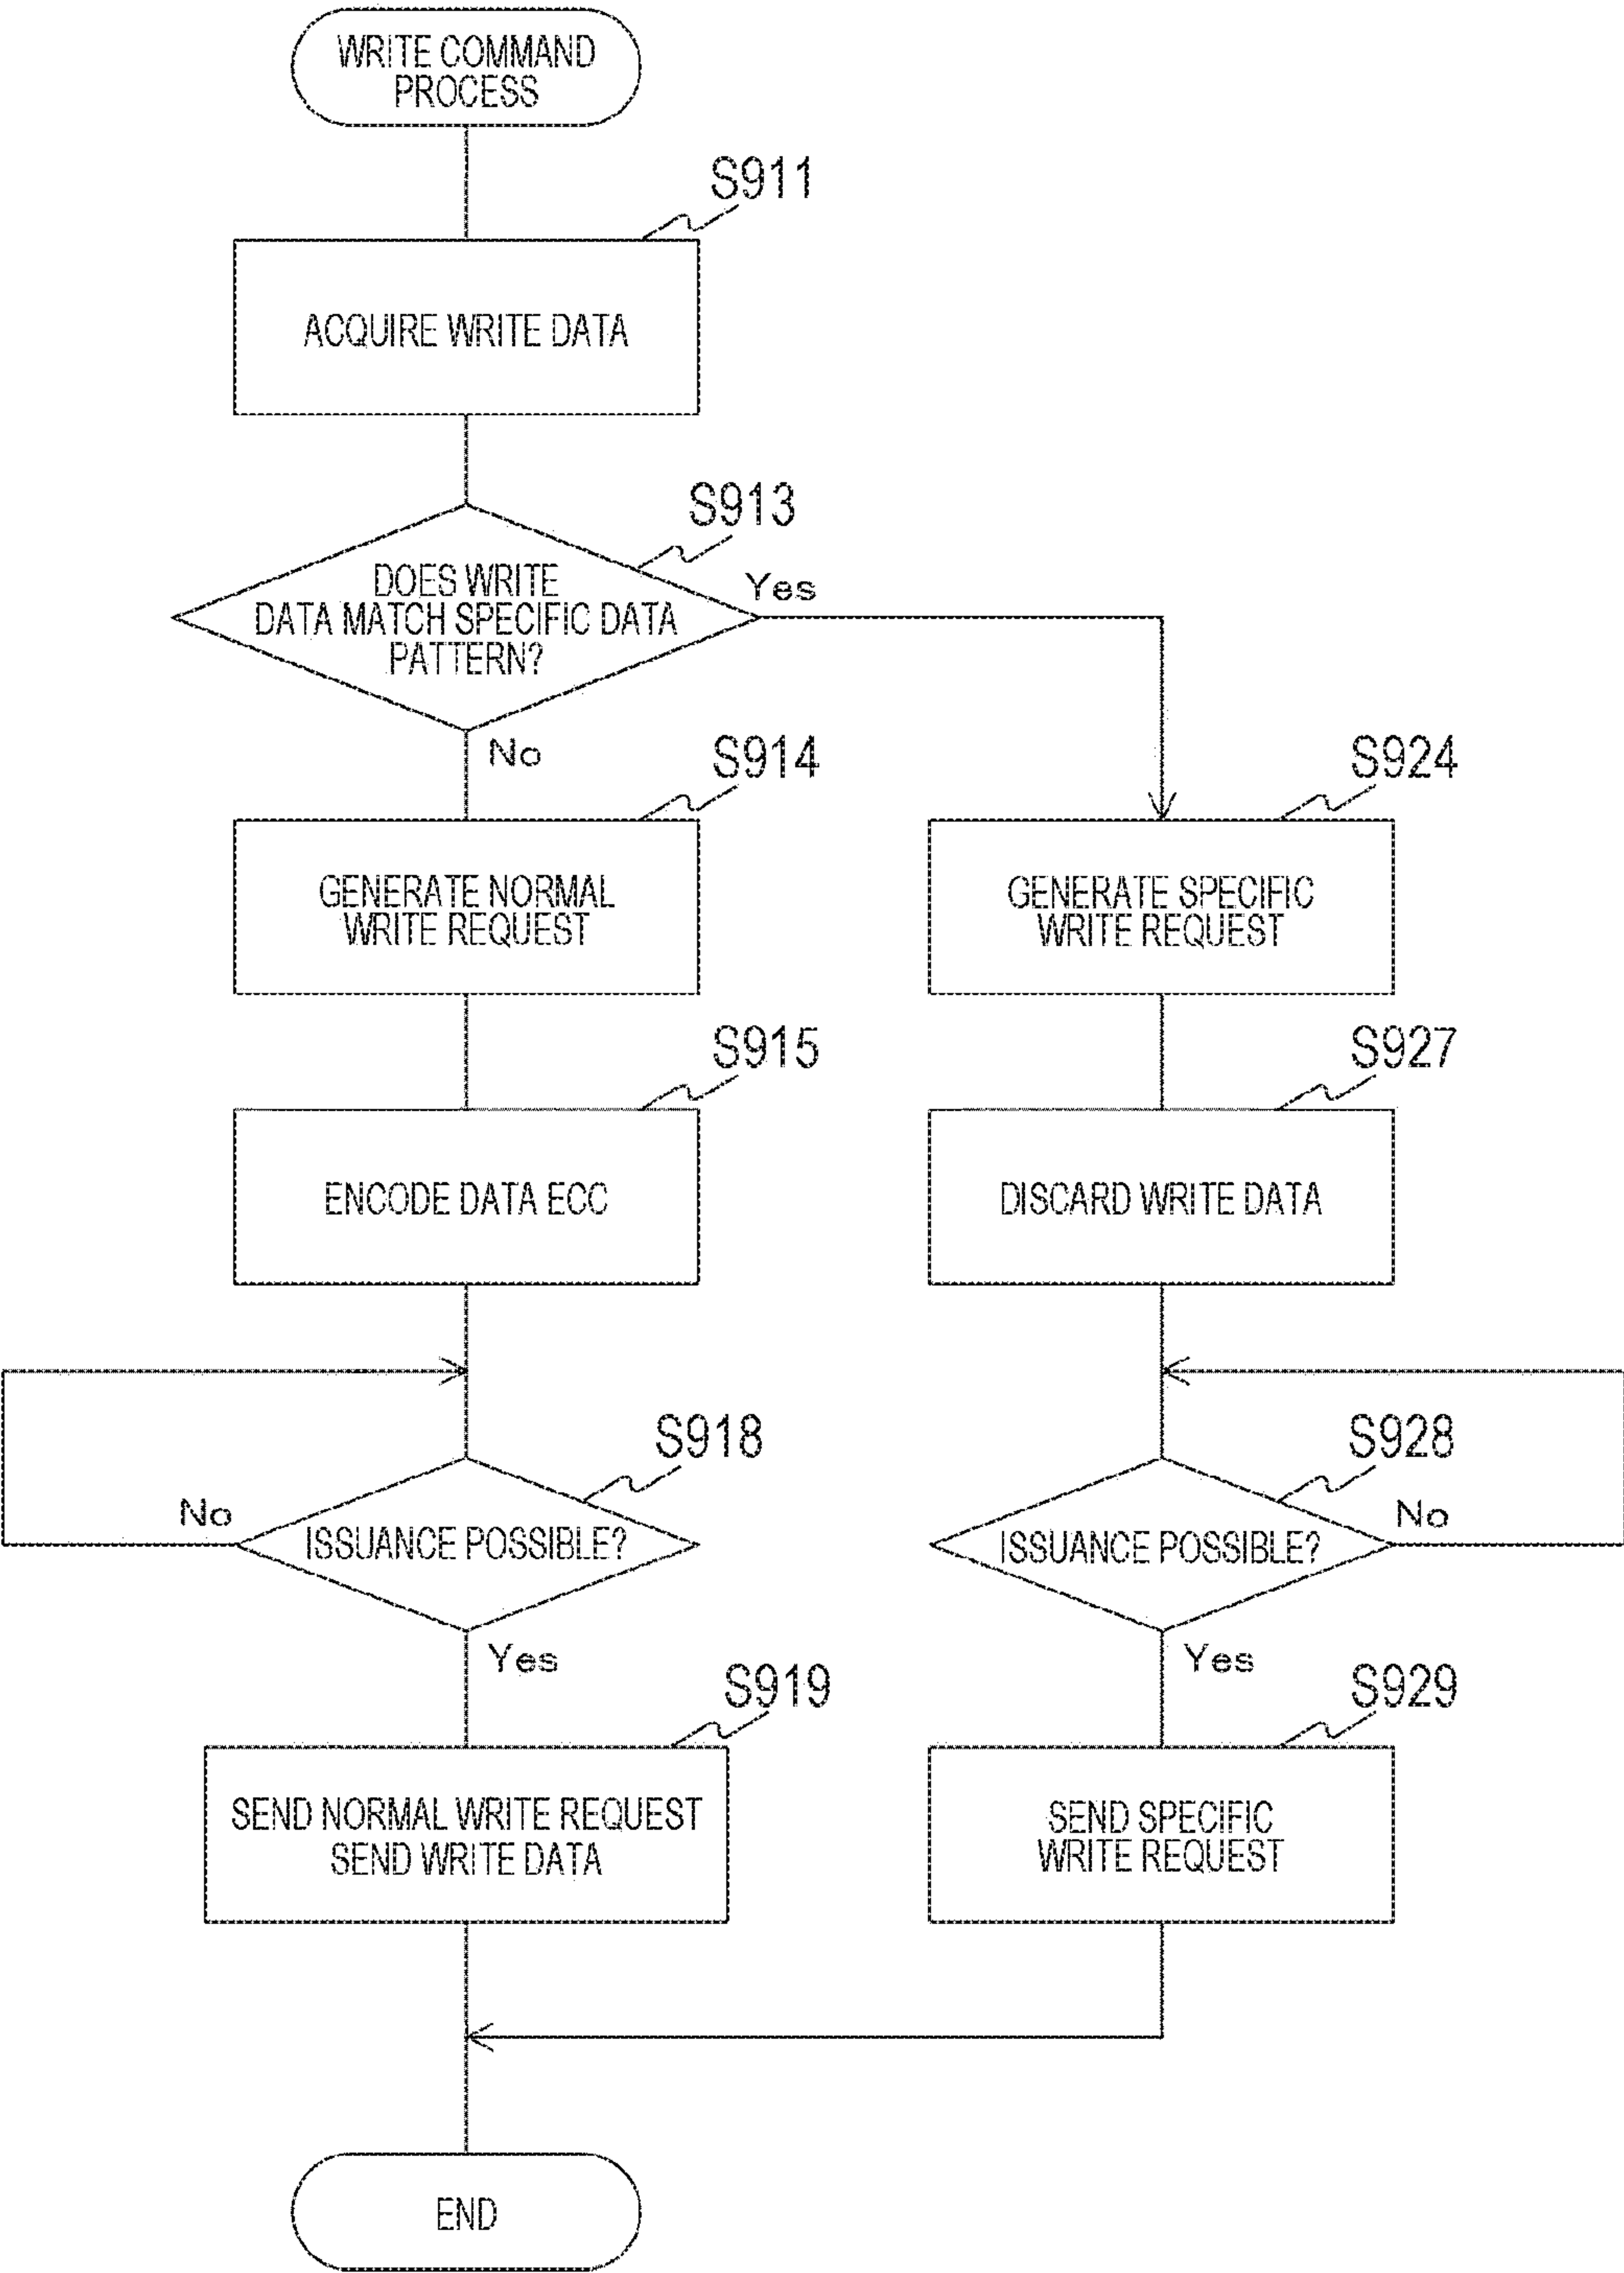 WRITE COMMAND
PROCESS
S911
ACQUIRE WRITE DATA
S913
DOES WRITE
DATA MATCH SPECIFIC DATA
PATTERN?
Yes
No
S914
GENERATE NORMAL
WRITE REQUEST
S924
GENERATE SPECIFIC
WRITE REQUEST
S915
ENCODE DATA ECC
S927
DISCARD WRITE DATA
S918
ISSUANCE POSSIBLE?
No
Yes
S928
ISSUANCE POSSIBLE?
No
Yes
S919
SEND NORMAL WRITE REQUEST
SEND WRITE DATA
S929
SEND SPECIFIC
WRITE REQUEST
END